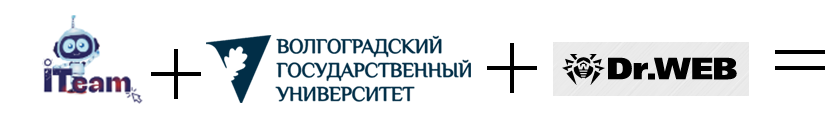 iTeam
+
ВОЛГОГРАДСКИЙ
ГОСУДАРСТВЕННЫЙ
УНИВЕРСИТЕТ
+
Dr.WEB
=